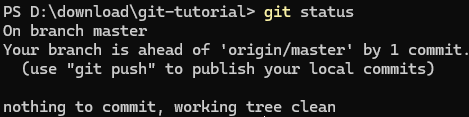 PS D:\download\git-tutorial> git status
On branch master
Your branch is ahead of 'origin/master' by 1 commit.
  (use "git push" to publish your local commits)

nothing to commit, working tree clean